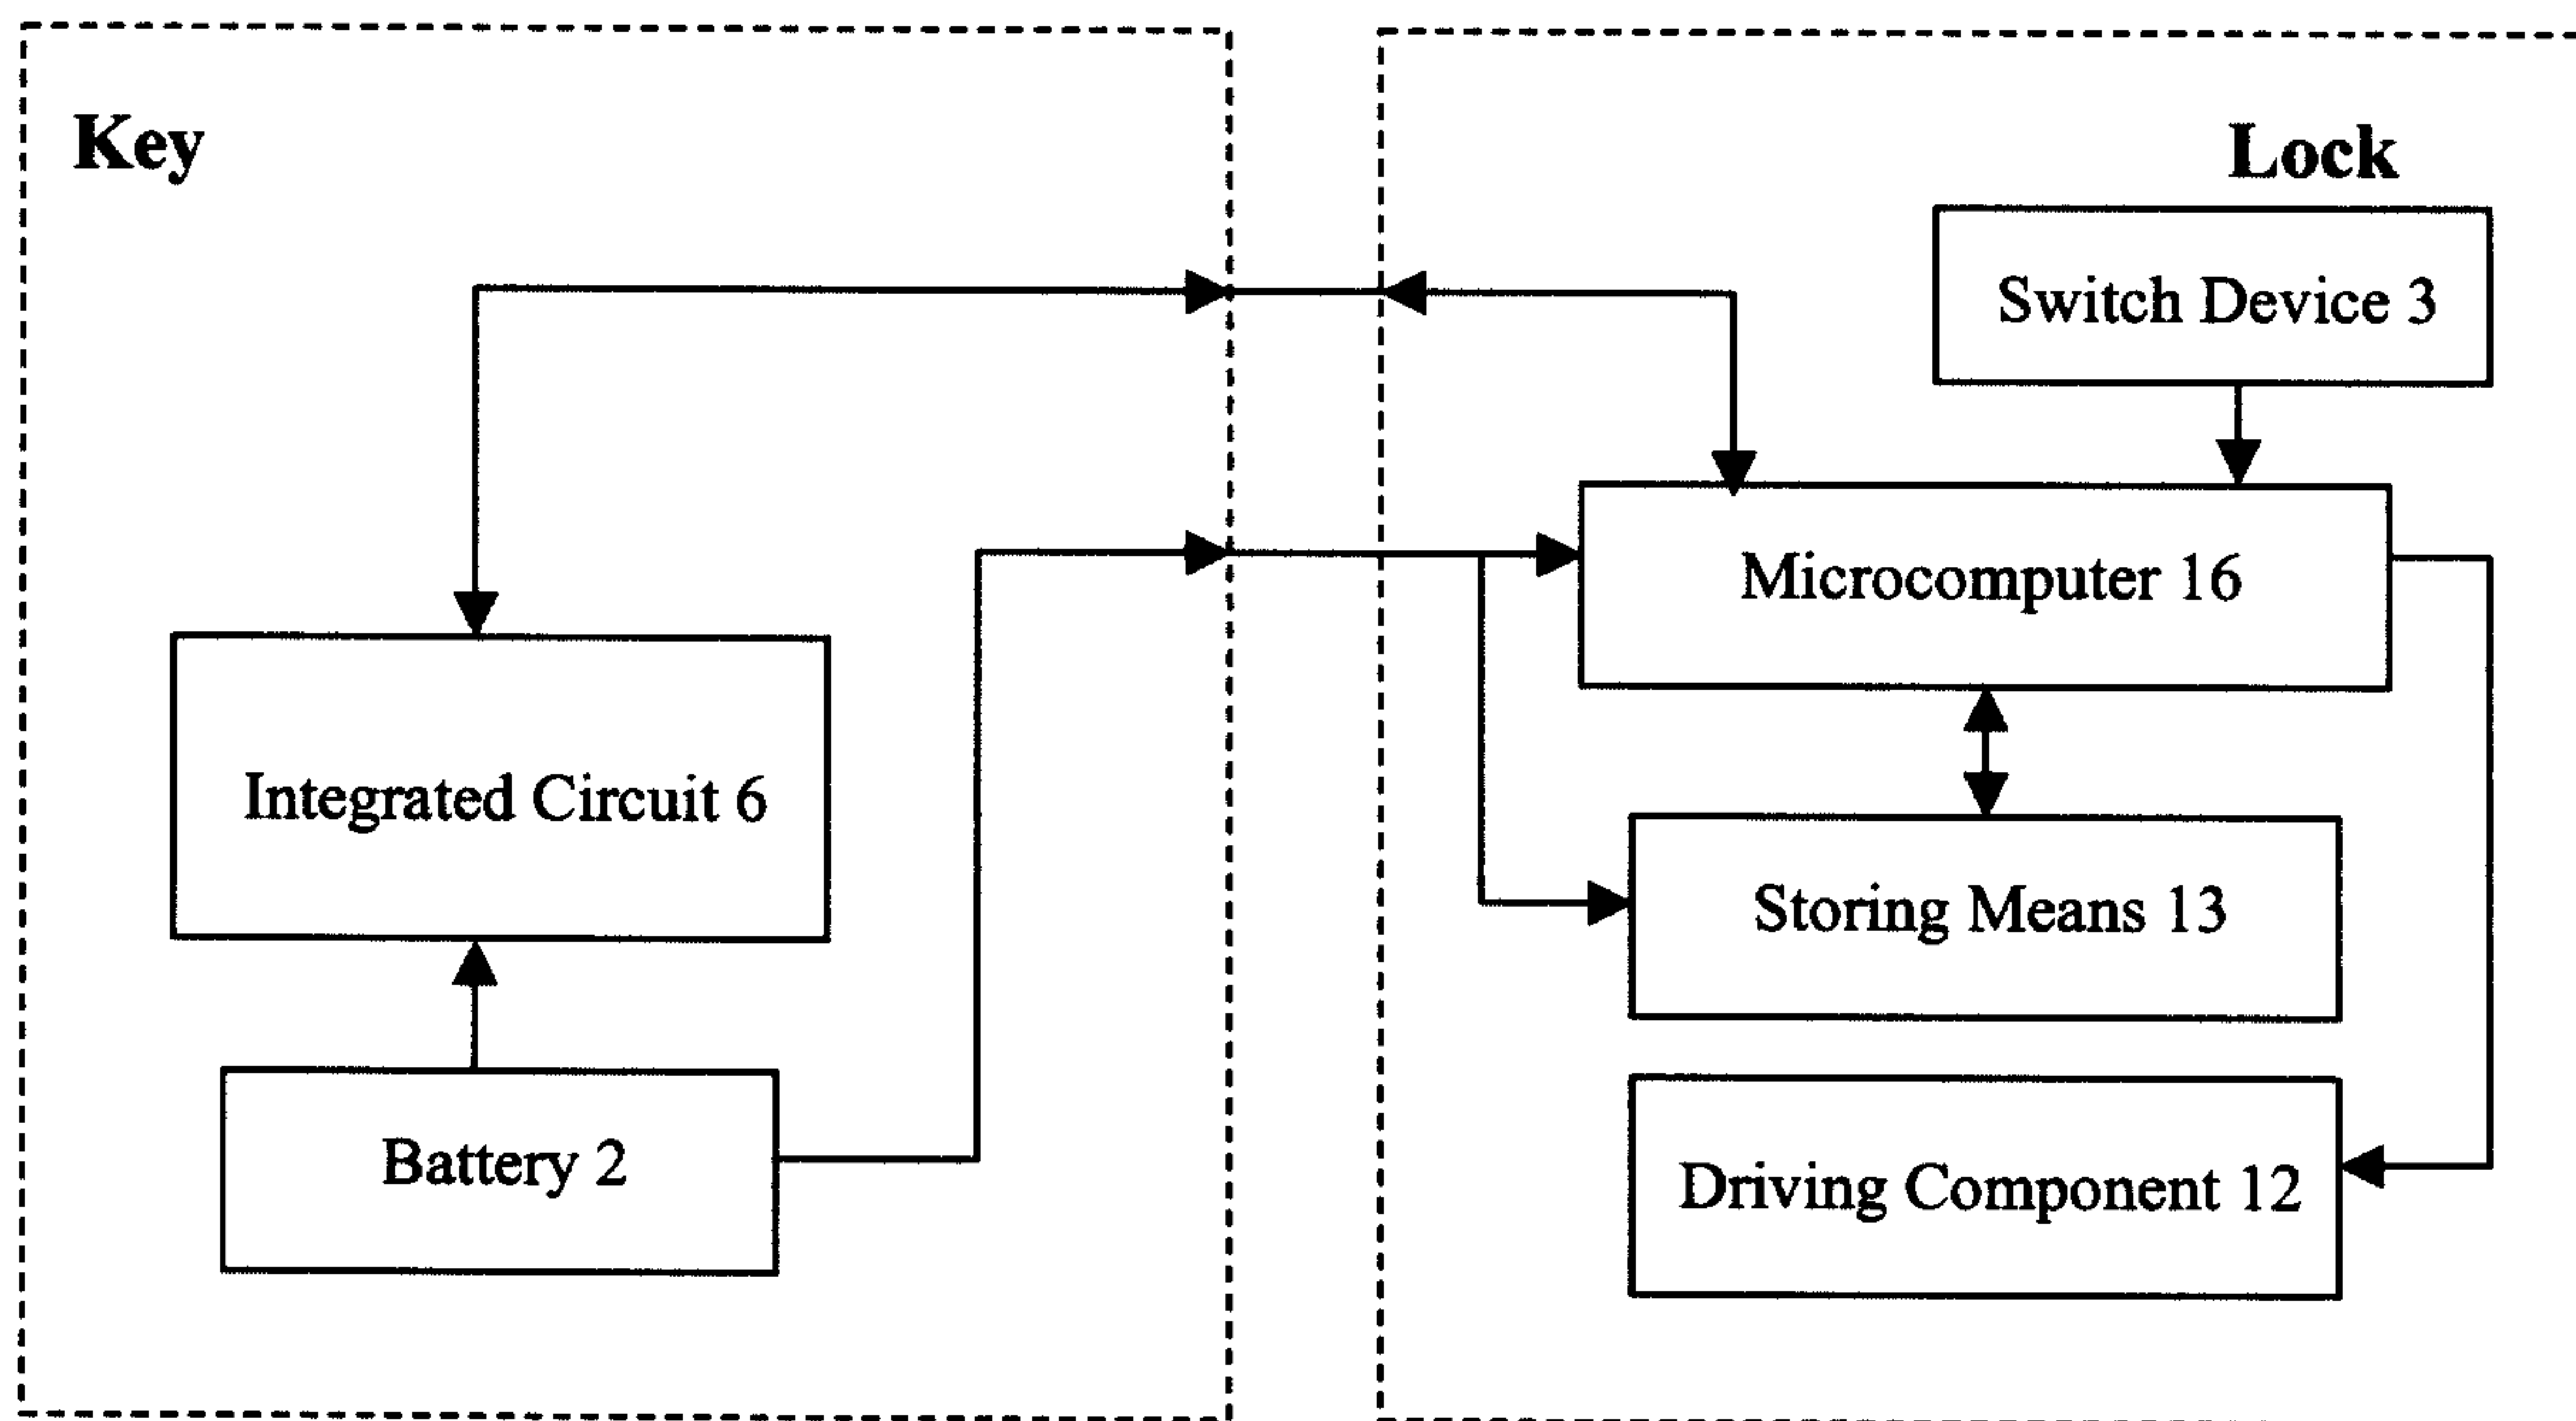 Key
Lock
Switch Device 3
Microcomputer 16
Integrated Circuit 6
Storing Means 13
Battery 2
Driving Component 12